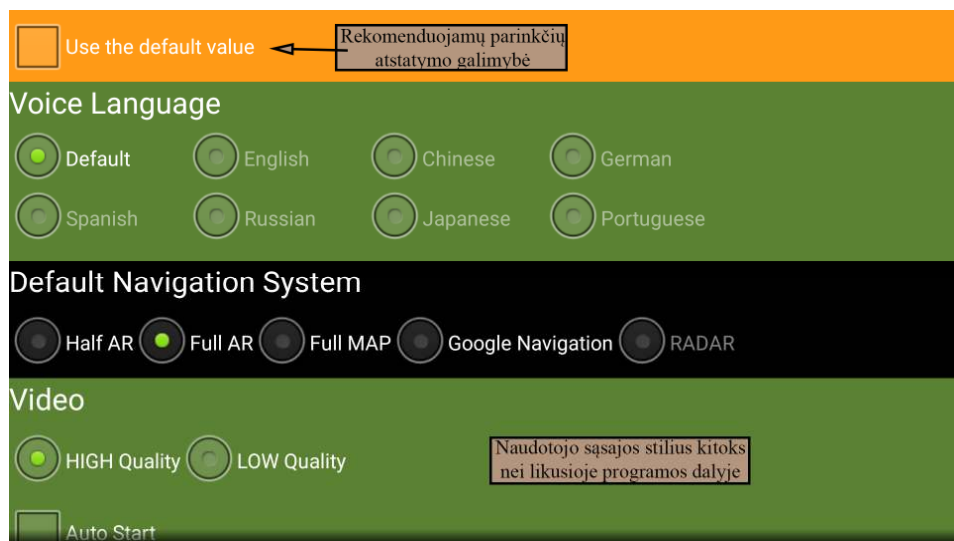 Use the default value
Rekomenduojamų parinkčių
atstatymo galimybė
Voice Language
Default English Chinese German
Spanish Russian Japanese Portuguese
Default Navigation System
Half AR Full AR Full MAP Google Navigation RADAR
Video
HIGH Quality LOW Quality
Naudotojo sąsajos stilius kitoks
nei likusioje programos dalyje
Auto Start